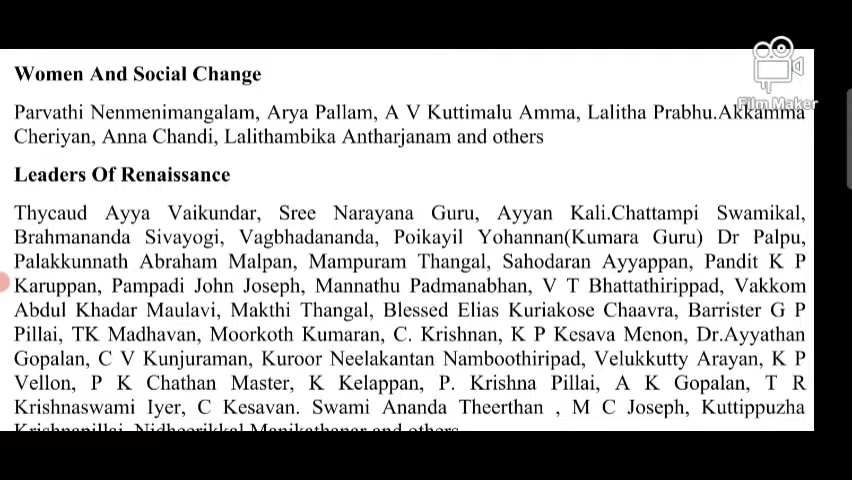 Women And Social Change
Film Maker
Parvathi Nenmenimangalam, Arya Pallam, A V Kuttimalu Amma, Lalitha Prabhu.Akkamma
Cheriyan, Anna Chandi, Lalithambika Antharjanam and others
Leaders Of Renaissance
Thycaud Ayya Vaikundar, Sree Narayana Guru, Ayyan Kali.Chattampi Swamikal,
Brahmananda Sivayogi, Vagbhadananda, Poikayil Yohannan(Kumara Guru) Dr Palpu,
Palakkunnath Abraham Malpan, Mampuram Thangal, Sahodaran Ayyappan, Pandit K P
Karuppan, Pampadi John Joseph, Mannathu Padmanabhan, V T Bhattathirippad, Vakkom
Abdul Khadar Maulavi, Makthi Thangal, Blessed Elias Kuriakose Chaavra, Barrister G P
Pillai, TK Madhavan, Moorkoth Kumaran, C. Krishnan, K P Kesava Menon, Dr.Ayyathan
Gopalan, C V Kunjuraman, Kuroor Neelakantan Namboothiripad, Velukkutty Arayan, K P
Vellon, P K Chathan Master, K Kelappan, P. Krishna Pillai, A K Gopalan, T R
Krishnaswami Iyer, C Kesavan. Swami Ananda Theerthan , M C Joseph, Kuttippuzha
Krishnapillai, Nidheerikkal Manikathanar and others